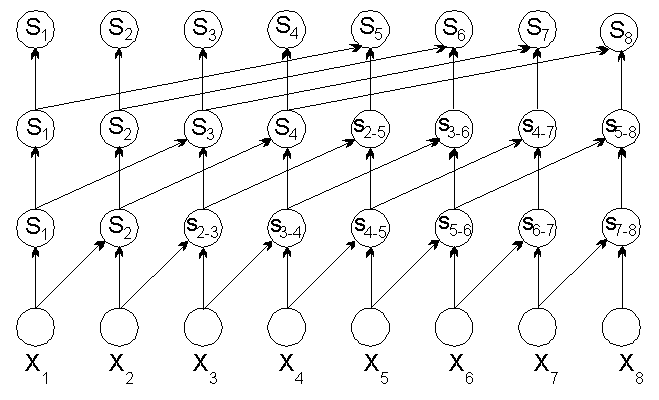 S1 S2 S3 S4 S5 S6 S7 S8
S1 S2 S3 S4 s2-5 s3-6 s4-7 s5-8
S1 S2 s2-3 s3-4 s4-5 s5-6 s6-7 s7-8
X1 X2 X3 X4 X5 X6 X7 X8